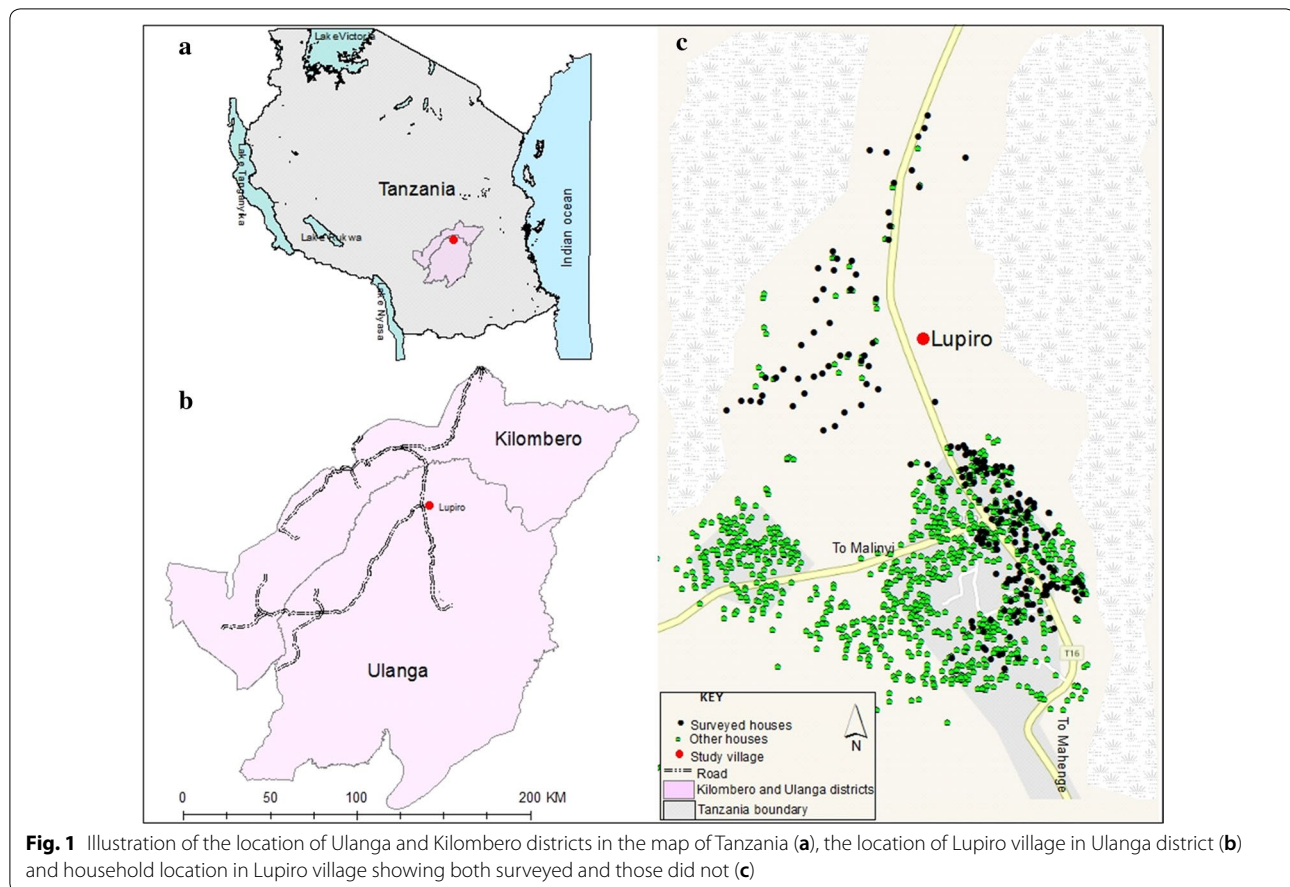 a
Lake Victoria
Lake Tanganyika
Tanzania
Lake Rukwa
Lake Nyasa
Indian ocean
b
Kilombero
Lupiro
Ulanga
0 50 100 200 KM
c
Lupiro
To Malinyi
T16
To Mahenge
KEY
Surveyed houses
Other houses
Study village
Road
Kilombero and Ulanga districts
Tanzania boundary
N
Fig. 1 Illustration of the location of Ulanga and Kilombero districts in the map of Tanzania (a), the location of Lupiro village in Ulanga district (b)
and household location in Lupiro village showing both surveyed and those did not (c)